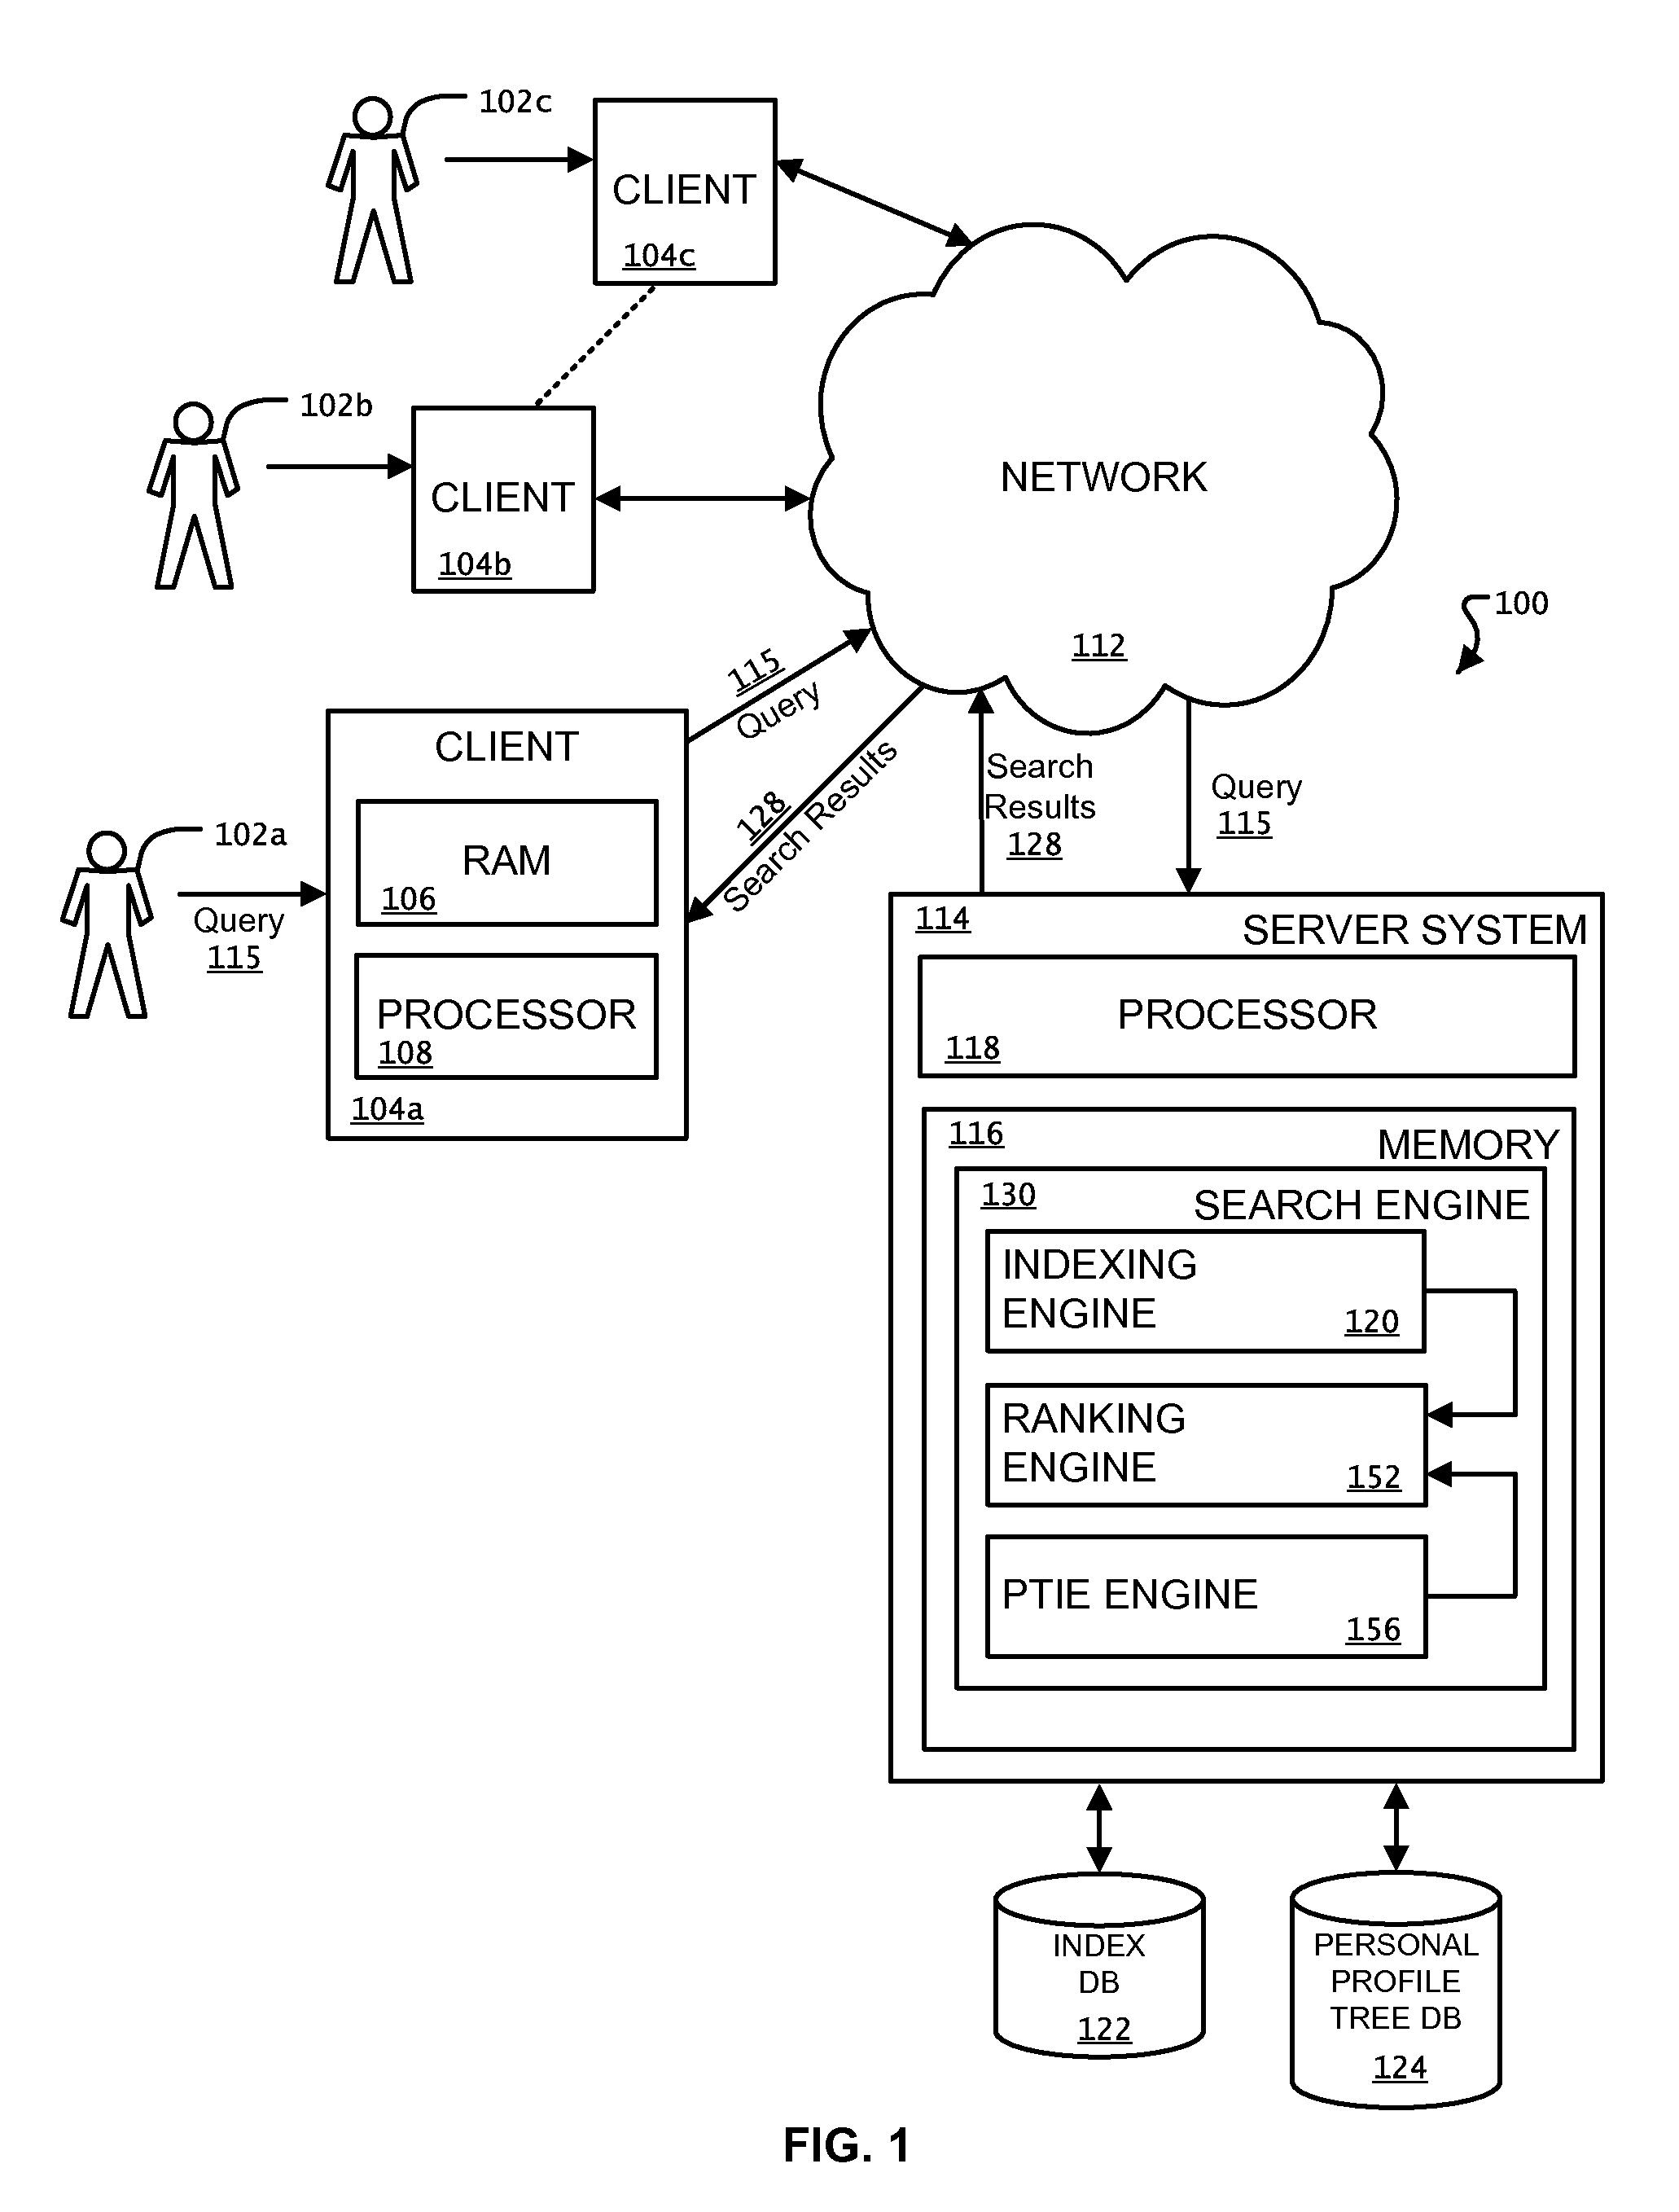 102c
CLIENT
104c
102b
CLIENT
104b
NETWORK
112
100
115
Query
128
Search Results
CLIENT
RAM
106
PROCESSOR
108
104a
102a
Query
115
Search
Results
128
Query
115
114
SERVER SYSTEM
PROCESSOR
118
116
MEMORY
130
SEARCH ENGINE
INDEXING
ENGINE
120
RANKING
ENGINE
152
PTIE ENGINE
156
INDEX
DB
122
PERSONAL
PROFILE
TREE DB
124
FIG. 1